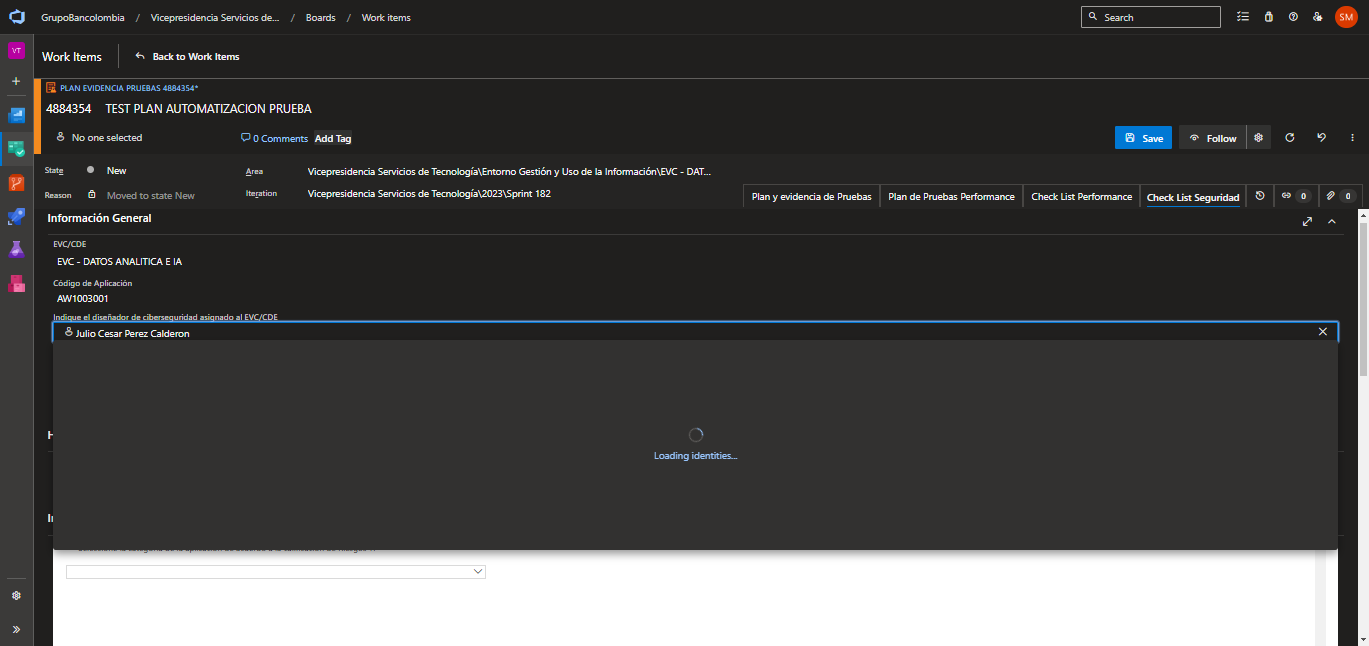 GrupoBancolombia / Vicepresidencia Servicios de... / Boards / Work items
Search
SM
VT
Work Items
Back to Work Items
PLAN EVIDENCIA PRUEBAS 4884354*
4884354 TEST PLAN AUTOMATIZACION PRUEBA
No one selected
0 Comments
Add Tag
Save
Follow
State New
Area Vicepresidencia Servicios de Tecnología\Entorno Gestión y Uso de la Información\EVC - DAT...
Reason Moved to state New
Iteration Vicepresidencia Servicios de Tecnología\2023\Sprint 182
Plan y evidencia de Pruebas
Plan de Pruebas Performance
Check List Performance
Check List Seguridad
0
0
Información General
EVC/CDE
EVC - DATOS ANALITICA E IA
Código de Aplicación
AW1003001
Indique el diseñador de ciberseguridad asignado al EVC/CDE
Julio Cesar Perez Calderon
Loading identities...